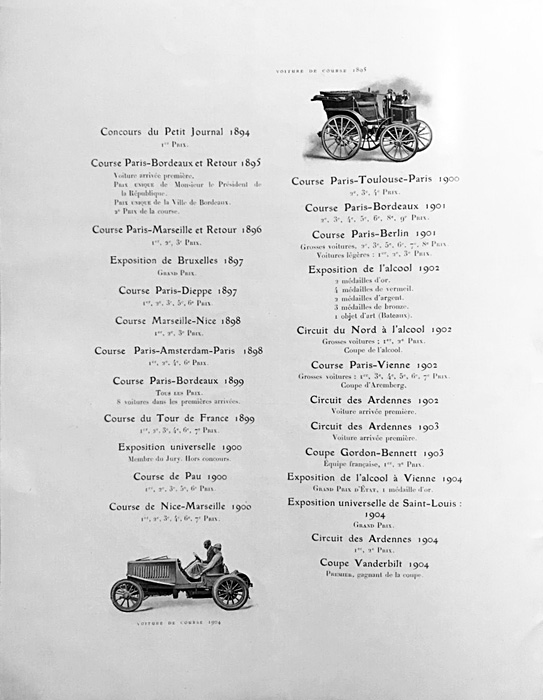 Concours du Petit Journal 1894
1er Prix.
Course Paris-Bordeaux et Retour 1895
Voiture arrivée première.
Prix unique de Monsieur le Président de
la République.
Prix unique de la Ville de Bordeaux.
2e Prix de la course.
Course Paris-Marseille et Retour 1896
1er, 2e, 3e Prix.
Exposition de Bruxelles 1897
Grand Prix.
Course Paris-Dieppe 1897
1er, 2e, 3e, 5e, 6e Prix.
Course Marseille-Nice 1898
1er, 2e, 3e Prix.
Course Paris-Amsterdam-Paris 1898
1er, 2e, 4e, 6e Prix.
Course Paris-Bordeaux 1899
Tous les Prix.
8 voitures dans les premières arrivées.
Course du Tour de France 1899
1er, 2e, 3e, 4e, 6e, 7e Prix.
Exposition universelle 1900
Membre du Jury. Hors concours.
Course de Pau 1900
1er, 2e, 3e, 5e, 6e Prix.
Course de Nice-Marseille 1900
1er, 2e, 3e, 4e, 6e, 7e Prix.
VOITURE DE COURSE 1904
VOITURE DE COURSE 1895
Course Paris-Toulouse-Paris 1900
2e, 3e, 4e Prix.
Course Paris-Bordeaux 1901
2e, 3e, 4e, 5e, 6e, 8e, 9e Prix.
Course Paris-Berlin 1901
Grosses voitures, 2e, 3e, 5e, 6e, 7e, 8e Prix
Voitures légères : 1er, 2e, 3e Prix.
Exposition de l'alcool 1902
2 médailles d'or.
4 médailles de vermeil.
2 médailles d'argent.
3 médailles de bronze.
1 objet d'art (Bateaux).
Circuit du Nord à l'alcool 1902
Grosses voitures ; 1er, 2e Prix.
Coupe de l'alcool.
Course Paris-Vienne 1902
Grosses voitures : 1er, 3e, 4e, 5e, 6e, 7e Prix
Coupe d'Aremberg.
Circuit des Ardennes 1902
Voiture arrivée première.
Circuit des Ardennes 1903
Voiture arrivée première.
Coupe Gordon-Bennett 1903
Équipe française, 1er, 2e Prix.
Exposition de l'alcool à Vienne 1904
Grand Prix d'État, 1 médaille d'or.
Exposition universelle de Saint-Louis :
1904
Grand Prix.
Circuit des Ardennes 1904
1er, 2e Prix.
Coupe Vanderbilt 1904
Premier, gagnant de la coupe.